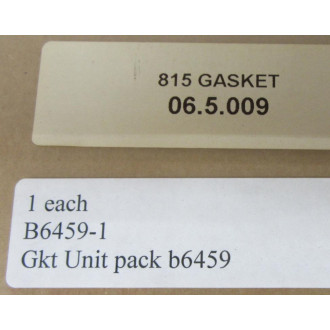 815 GASKET
06.5.009
1 each
B6459-1
Gkt Unit pack b6459